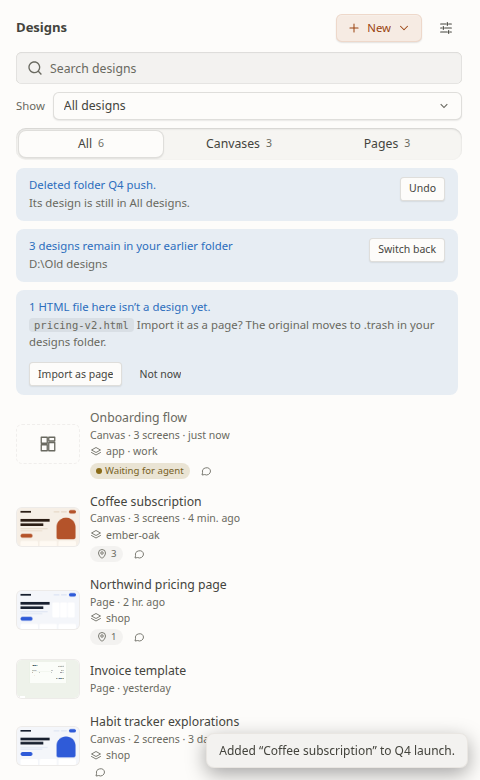 Designs
New
Search designs
Show
All designs
All 6
Canvases 3
Pages 3
Deleted folder Q4 push.
Its design is still in All designs.
Undo
3 designs remain in your earlier folder
D:\Old designs
Switch back
1 HTML file here isn’t a design yet.
pricing-v2.html Import it as a page? The original moves to .trash in your
designs folder.
Import as page
Not now
Onboarding flow
Canvas · 3 screens · just now
app · work
Waiting for agent
Coffee subscription
Canvas · 3 screens · 4 min. ago
ember-oak
3
Northwind pricing page
Page · 2 hr. ago
shop
1
Invoice template
Page · yesterday
Habit tracker explorations
Canvas · 2 screens · 3
shop
Added “Coffee subscription” to Q4 launch.